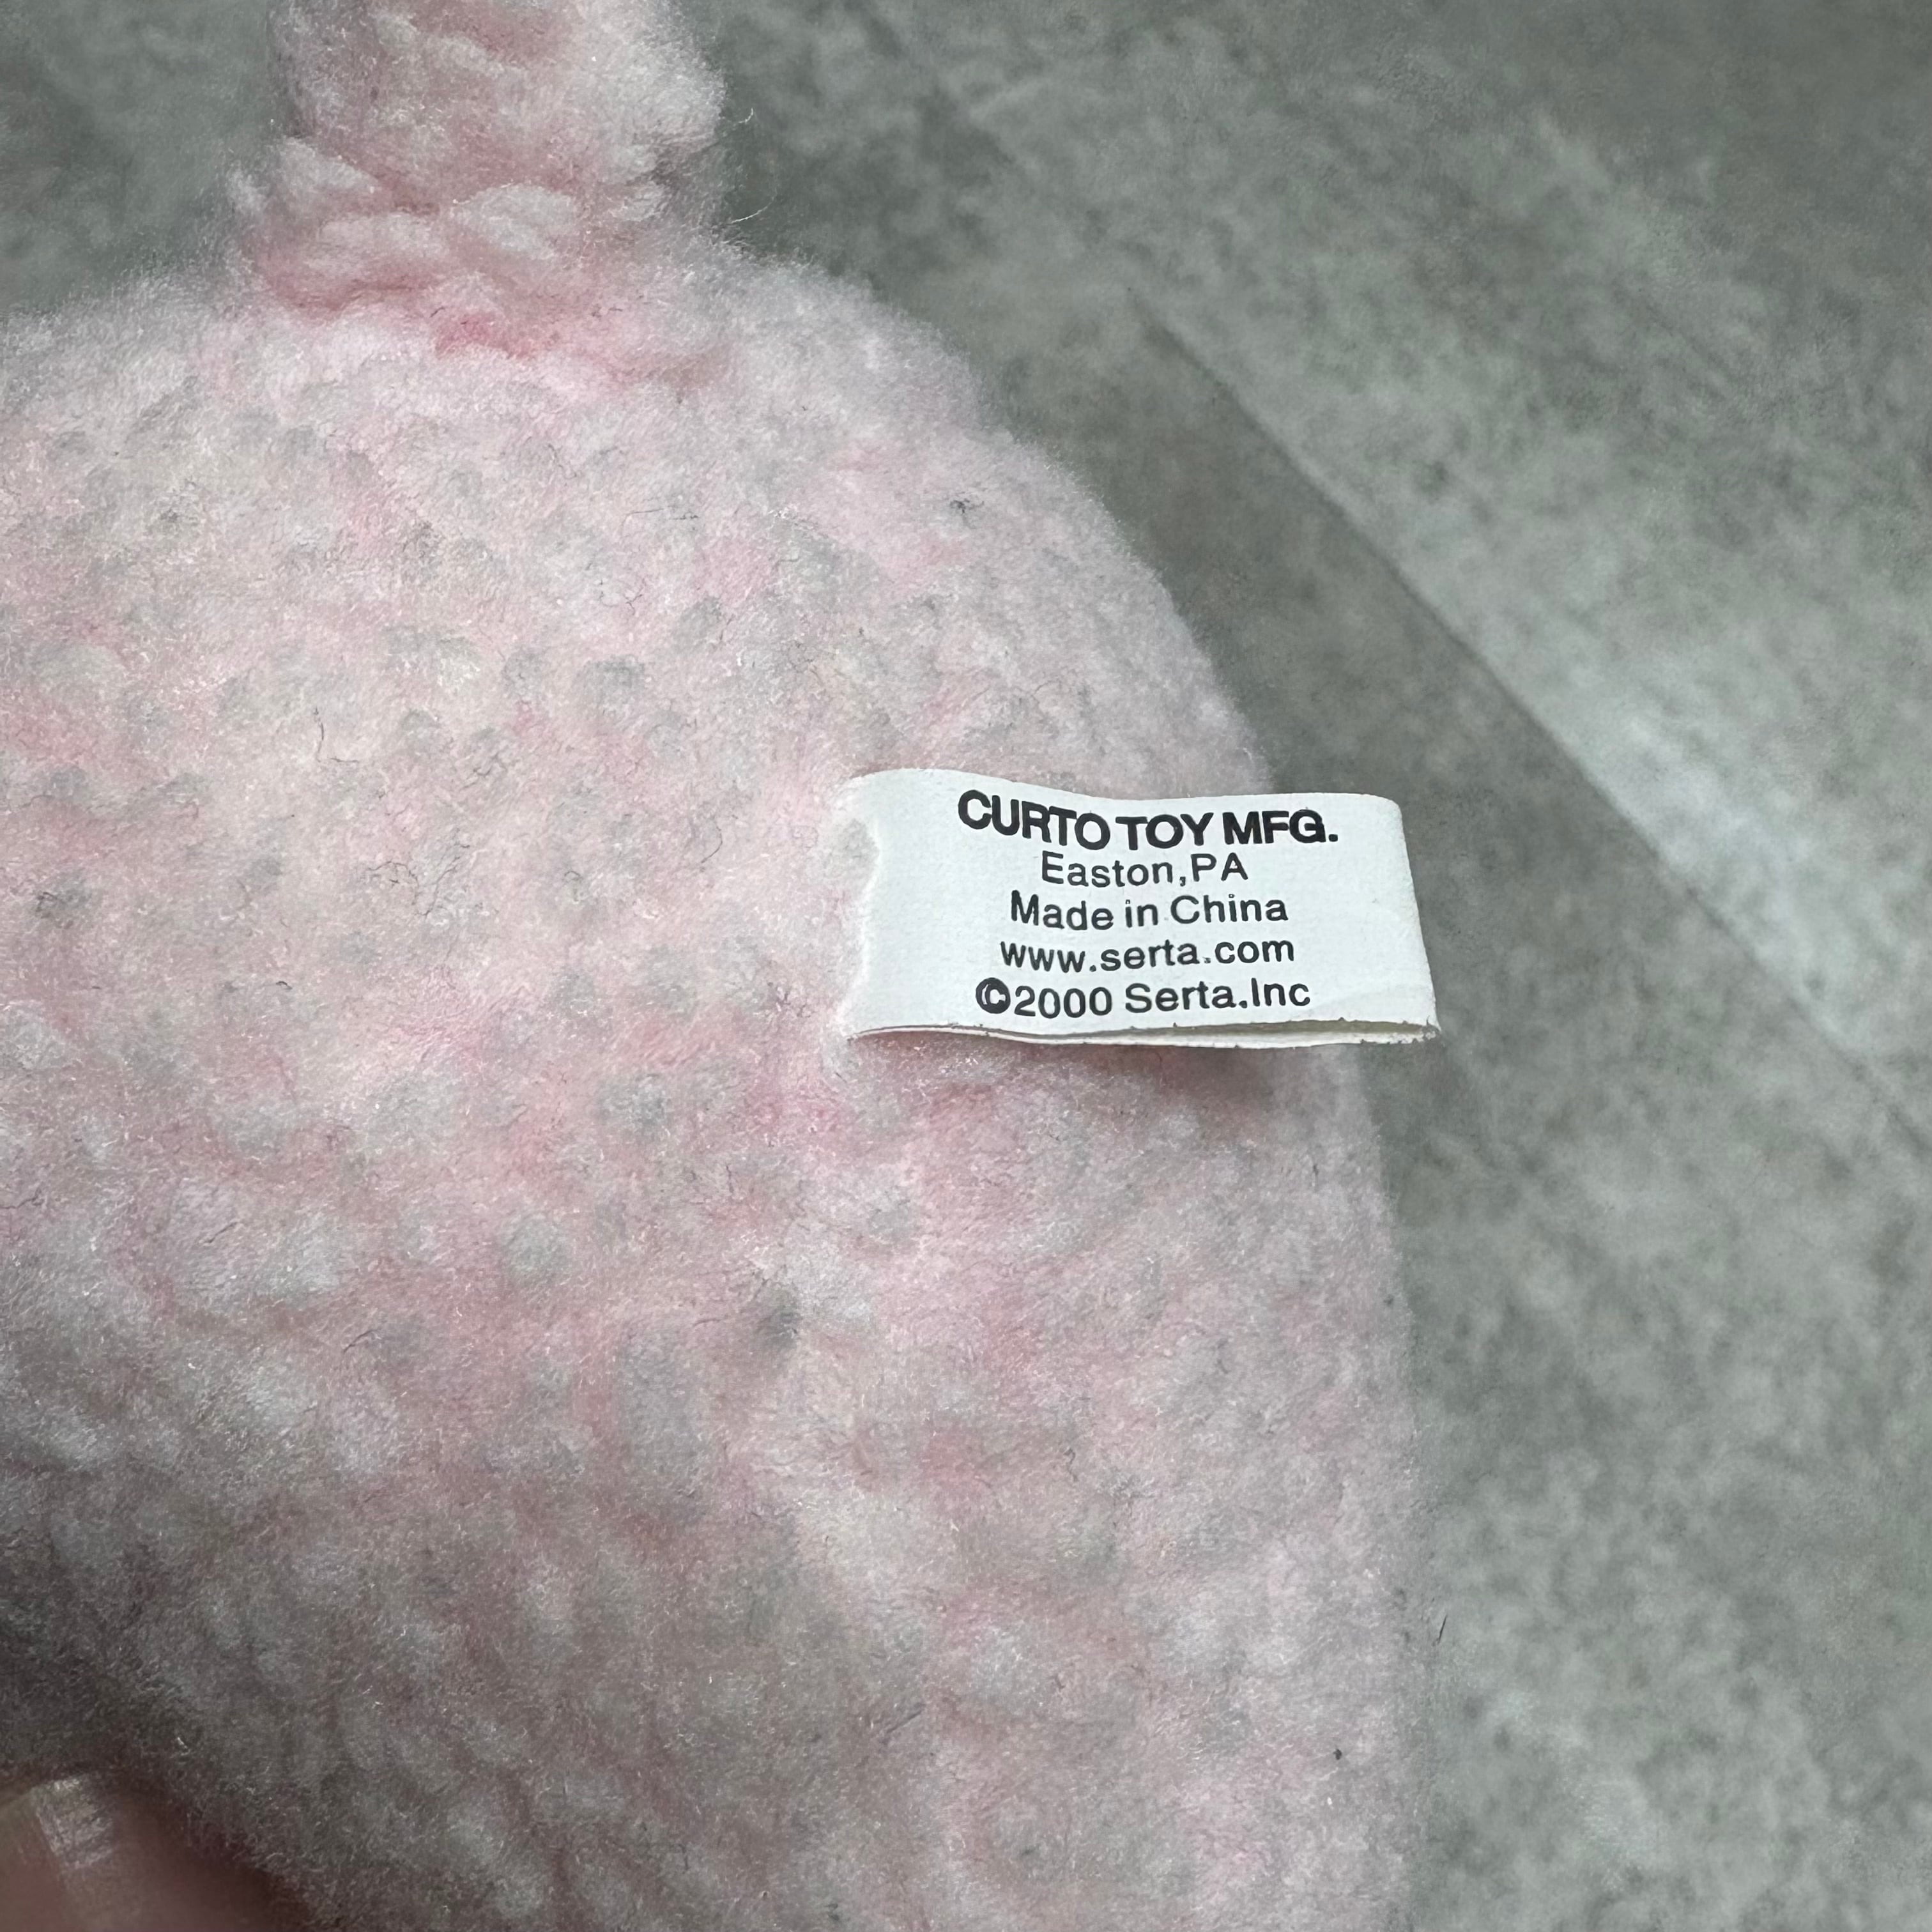 CURTO TOY MFG.
Easton,PA
Made in China
www.serta.com
©2000 Serta.Inc